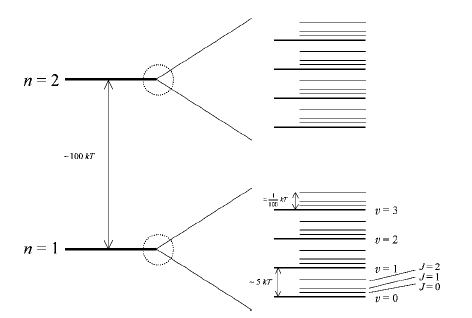 n = 2
~100 kT
n = 1
~ 1/100 kT
v = 3
v = 2
v = 1
J = 2
J = 1
J = 0
~ 5 kT
v = 0